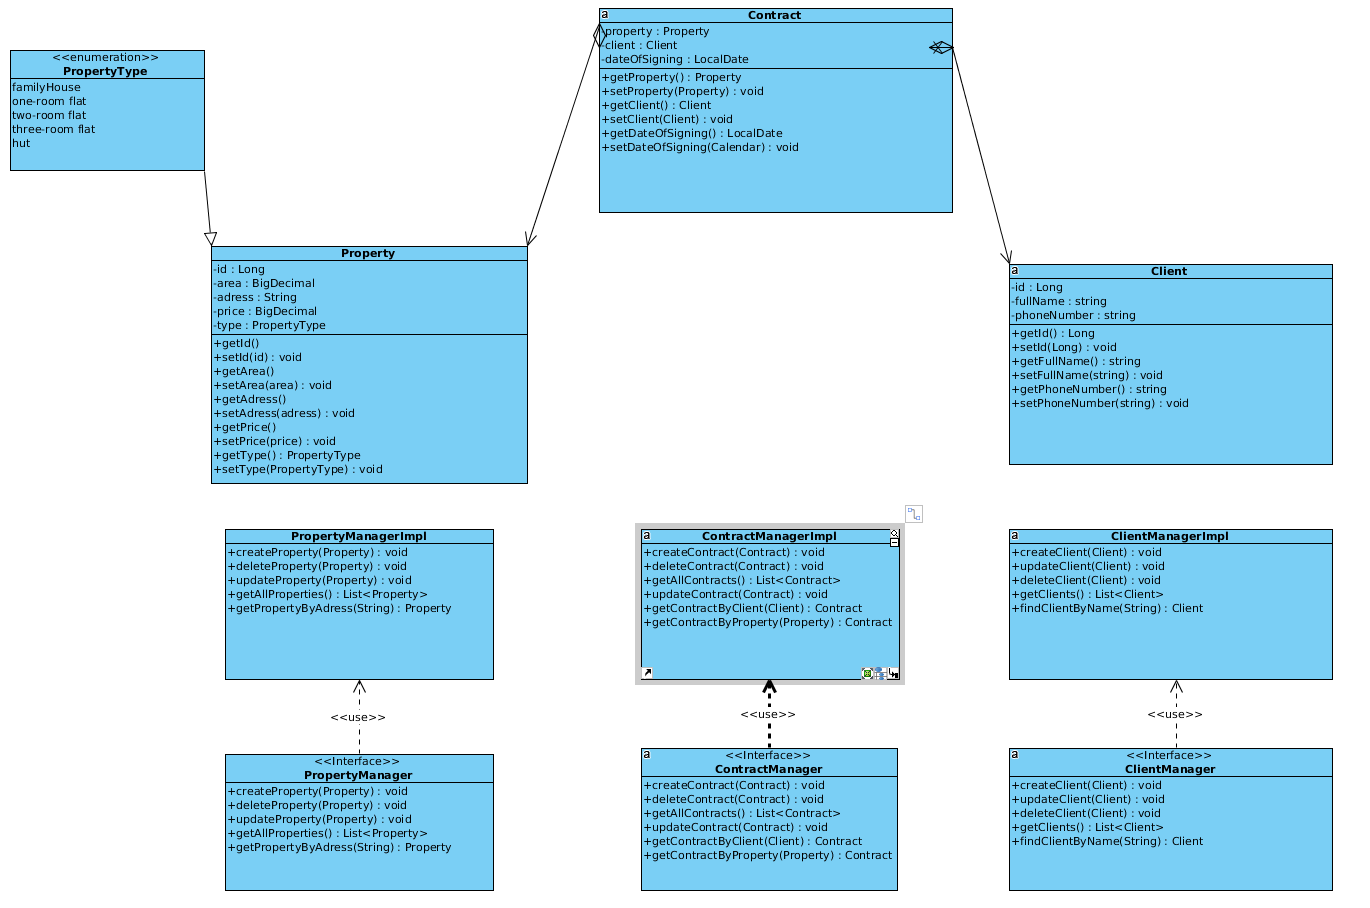 <<enumeration>>
PropertyType
familyHouse
one-room flat
two-room flat
three-room flat
hut
a
Contract
-property : Property
-client : Client
-dateOfSigning : LocalDate
+getProperty() : Property
+setProperty(Property) : void
+getClient() : Client
+setClient(Client) : void
+getDateOfSigning() : LocalDate
+setDateOfSigning(Calendar) : void
Property
-id : Long
-area : BigDecimal
-adress : String
-price : BigDecimal
-type : PropertyType
+getId()
+setId(id) : void
+getArea()
+setArea(area) : void
+getAdress()
+setAdress(adress) : void
+getPrice()
+setPrice(price) : void
+getType() : PropertyType
+setType(PropertyType) : void
a
Client
-id : Long
-fullName : string
-phoneNumber : string
+getId() : Long
+setId(Long) : void
+getFullName() : string
+setFullName(string) : void
+getPhoneNumber() : string
+setPhoneNumber(string) : void
PropertyManagerImpl
+createProperty(Property) : void
+deleteProperty(Property) : void
+updateProperty(Property) : void
+getAllProperties() : List<Property>
+getPropertyByAdress(String) : Property
a
ContractManagerImpl
+createContract(Contract) : void
+deleteContract(Contract) : void
+getAllContracts() : List<Contract>
+updateContract(Contract) : void
+getContractByClient(Client) : Contract
+getContractByProperty(Property) : Contract
a
ClientManagerImpl
+createClient(Client) : void
+updateClient(Client) : void
+deleteClient(Client) : void
+getClients() : List<Client>
+findClientByName(String) : Client
<<use>>
<<use>>
<<use>>
<<Interface>>
PropertyManager
+createProperty(Property) : void
+deleteProperty(Property) : void
+updateProperty(Property) : void
+getAllProperties() : List<Property>
+getPropertyByAdress(String) : Property
a
<<Interface>>
ContractManager
+createContract(Contract) : void
+deleteContract(Contract) : void
+getAllContracts() : List<Contract>
+updateContract(Contract) : void
+getContractByClient(Client) : Contract
+getContractByProperty(Property) : Contract
a
<<Interface>>
ClientManager
+createClient(Client) : void
+updateClient(Client) : void
+deleteClient(Client) : void
+getClients() : List<Client>
+findClientByName(String) : Client